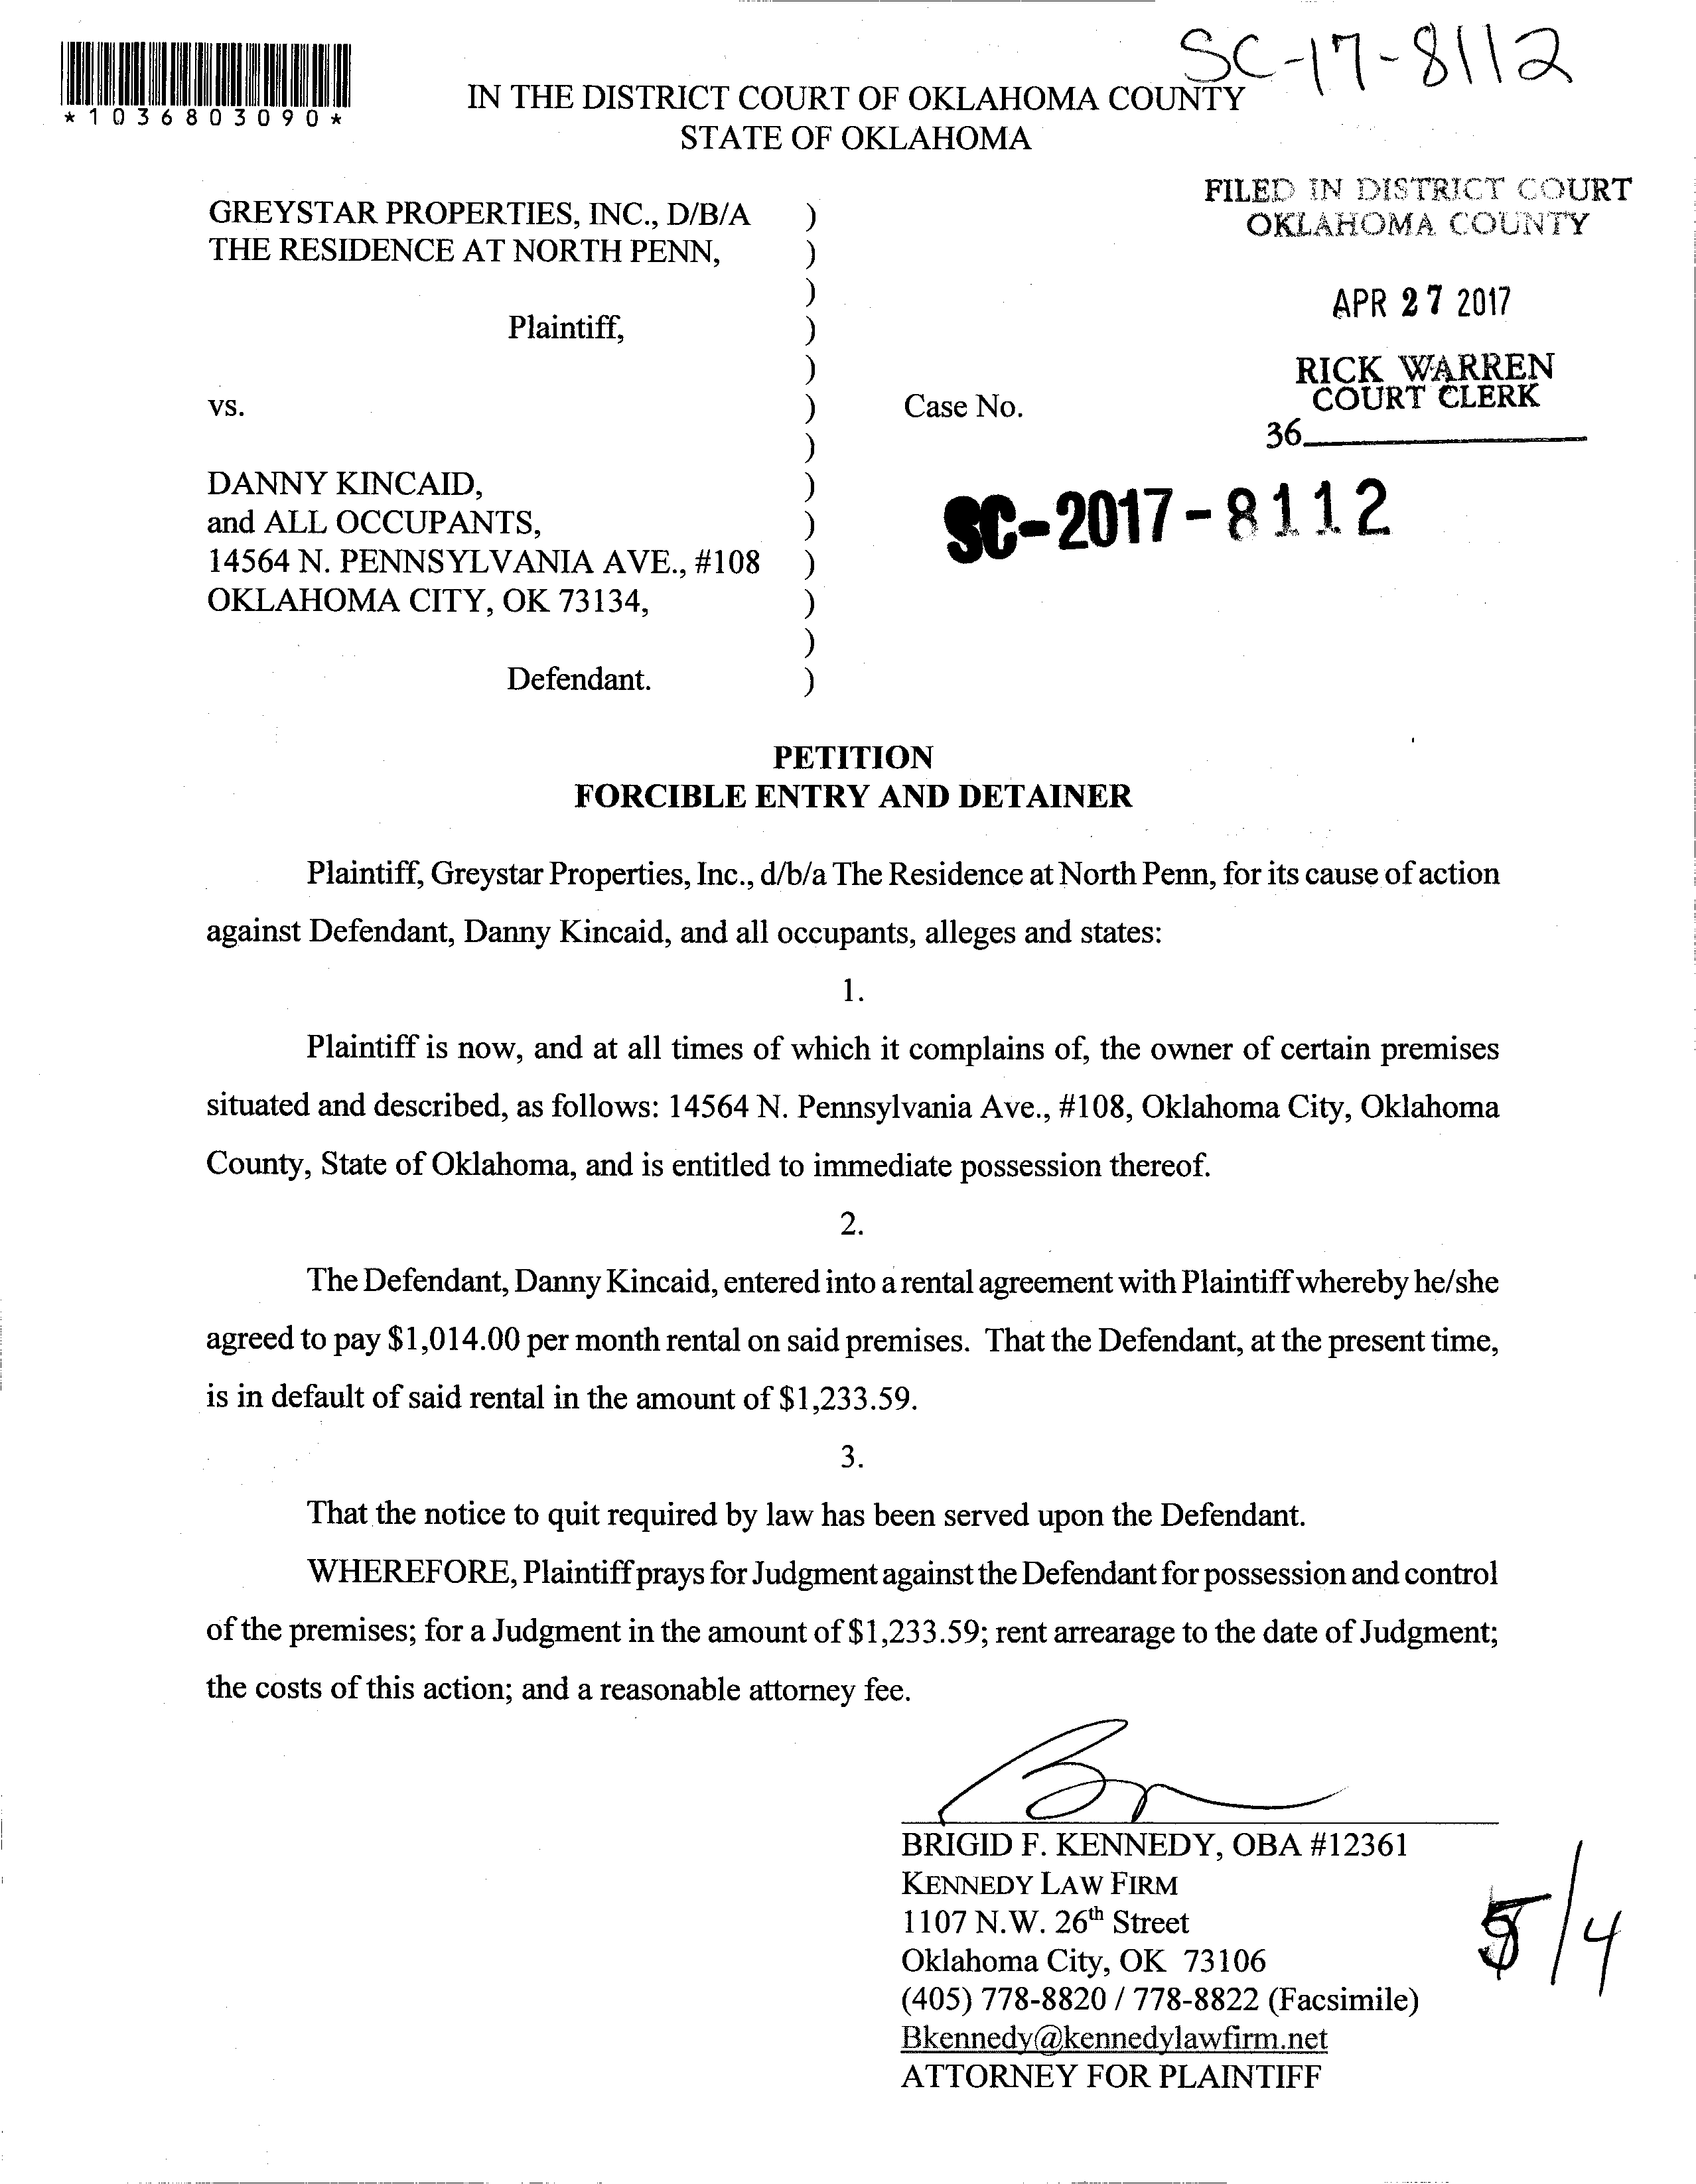 SC-17-8112
*1036803090*
IN THE DISTRICT COURT OF OKLAHOMA COUNTY
STATE OF OKLAHOMA
FILED IN DISTRICT COURT
OKLAHOMA COUNTY
APR 27 2017
RICK WARREN
COURT CLERK
36
GREYSTAR PROPERTIES, INC., D/B/A )
THE RESIDENCE AT NORTH PENN, )
)
Plaintiff, )
)
vs. ) Case No.
)
SC-2017-8112
DANNY KINCAID, )
and ALL OCCUPANTS, )
14564 N. PENNSYLVANIA AVE., #108 )
OKLAHOMA CITY, OK 73134, )
)
Defendant. )
PETITION
FORCIBLE ENTRY AND DETAINER
Plaintiff, Greystar Properties, Inc., d/b/a The Residence at North Penn, for its cause of action
against Defendant, Danny Kincaid, and all occupants, alleges and states:
1.
Plaintiff is now, and at all times of which it complains of, the owner of certain premises
situated and described, as follows: 14564 N. Pennsylvania Ave., #108, Oklahoma City, Oklahoma
County, State of Oklahoma, and is entitled to immediate possession thereof.
2.
The Defendant, Danny Kincaid, entered into a rental agreement with Plaintiff whereby he/she
agreed to pay $1,014.00 per month rental on said premises. That the Defendant, at the present time,
is in default of said rental in the amount of $1,233.59.
3.
That the notice to quit required by law has been served upon the Defendant.
WHEREFORE, Plaintiff prays for Judgment against the Defendant for possession and control
of the premises; for a Judgment in the amount of $1,233.59; rent arrearage to the date of Judgment;
the costs of this action; and a reasonable attorney fee.
BRIGID F. KENNEDY, OBA #12361
KENNEDY LAW FIRM
1107 N.W. 26th Street
Oklahoma City, OK 73106
(405) 778-8820 / 778-8822 (Facsimile)
Bkennedy@kennedylawfirm.net
ATTORNEY FOR PLAINTIFF
5/4